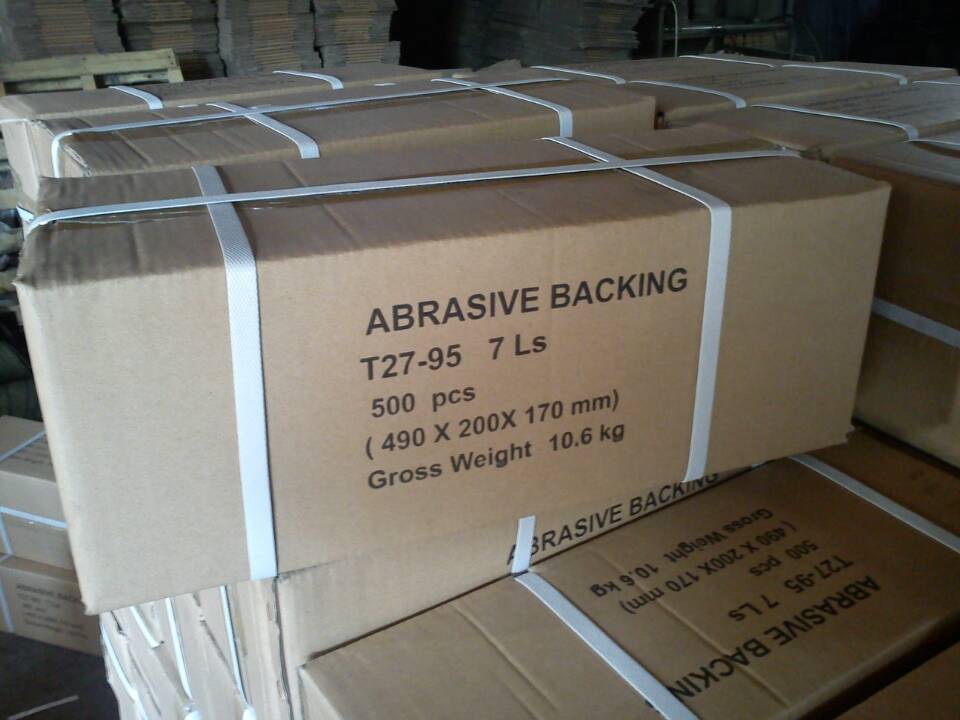 ABRASIVE BACKING
T27-95 7 Ls
500 pcs
( 490 X 200X 170 mm)
Gross Weight 10.6 kg
ABRASIVE BACKING
ABRASIVE BACKING
T27-95 7 Ls
500 pcs
( 490 X 200X 170 mm)
Gross Weight 10.6 kg